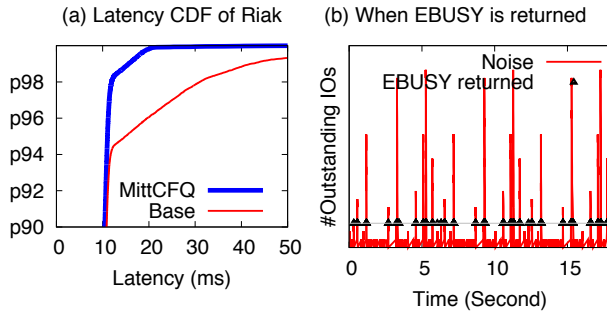 (a) Latency CDF of Riak
p98
p96
p94
p92
p90
MittCFQ
Base
0 10 20 30 40 50
Latency (ms)
(b) When EBUSY is returned
#Outstanding IOs
Noise
EBUSY returned
0 5 10 15
Time (Second)